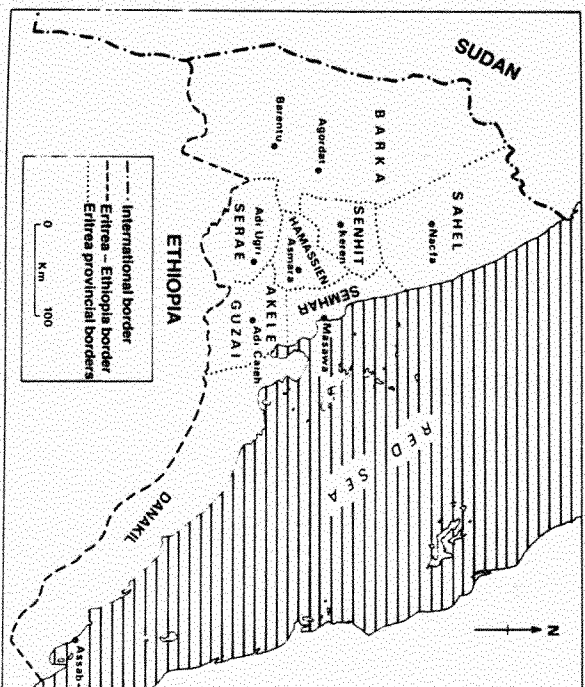 SUDAN
BARKA
SAHEL
Nacfa
Agordat
Barentu
SENHIT
keren
HAMASSIEN
Asmara
Adi Ugri
SERAE
SEMHAR
Masawa
AKELE
GUZAI
Adi Caieh
ETHIOPIA
RED SEA
DANAKIL
Assab
N
International border
Eritrea – Ethiopia border
Eritrea provincial borders
0 Km 100